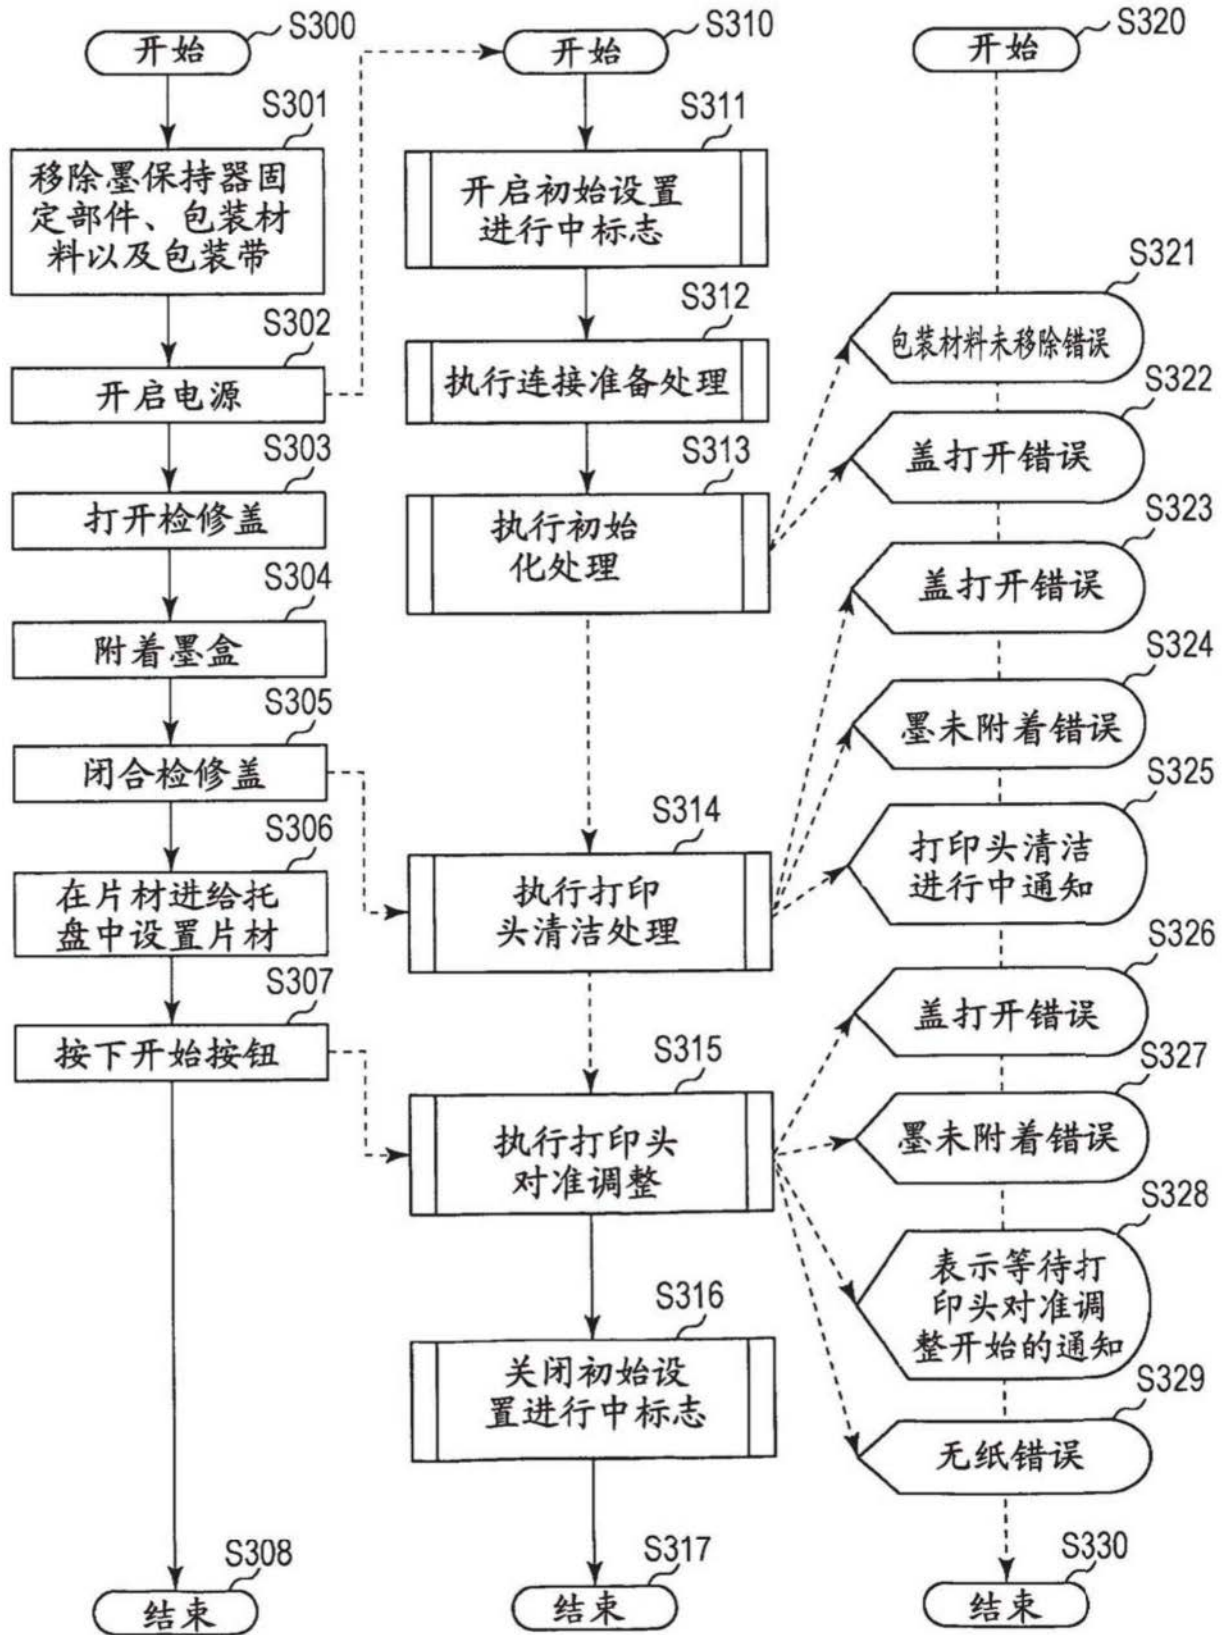 S300
开始
S301
移除墨保持器固
定部件、包装材
料以及包装带
S302
开启电源
S303
打开检修盖
S304
附着墨盒
S305
闭合检修盖
S306
在片材进给托
盘中设置片材
S307
按下开始按钮
S308
结束
S310
开始
S311
开启初始设置
进行中标志
S312
执行连接准备处理
S313
执行初始
化处理
S314
执行打印
头清洁处理
S315
执行打印头
对准调整
S316
关闭初始设
置进行中标志
S317
结束
S320
开始
S321
包装材料未移除错误
S322
盖打开错误
S323
盖打开错误
S324
墨未附着错误
S325
打印头清洁
进行中通知
S326
盖打开错误
S327
墨未附着错误
S328
表示等待打
印头对准调
整开始的通知
S329
无纸错误
S330
结束